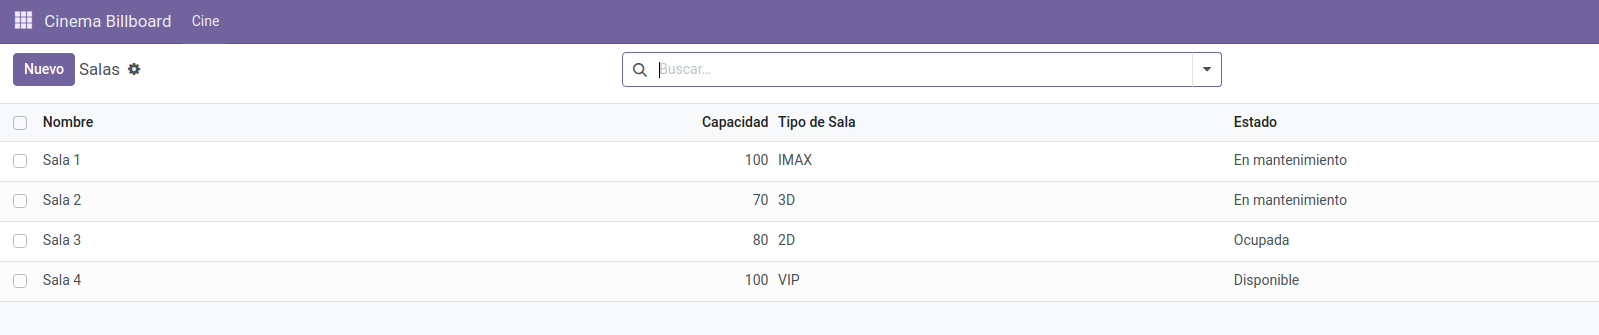 Cinema Billboard Cine
Nuevo Salas Buscar...
Nombre Capacidad Tipo de Sala Estado
Sala 1 100 IMAX En mantenimiento
Sala 2 70 3D En mantenimiento
Sala 3 80 2D Ocupada
Sala 4 100 VIP Disponible